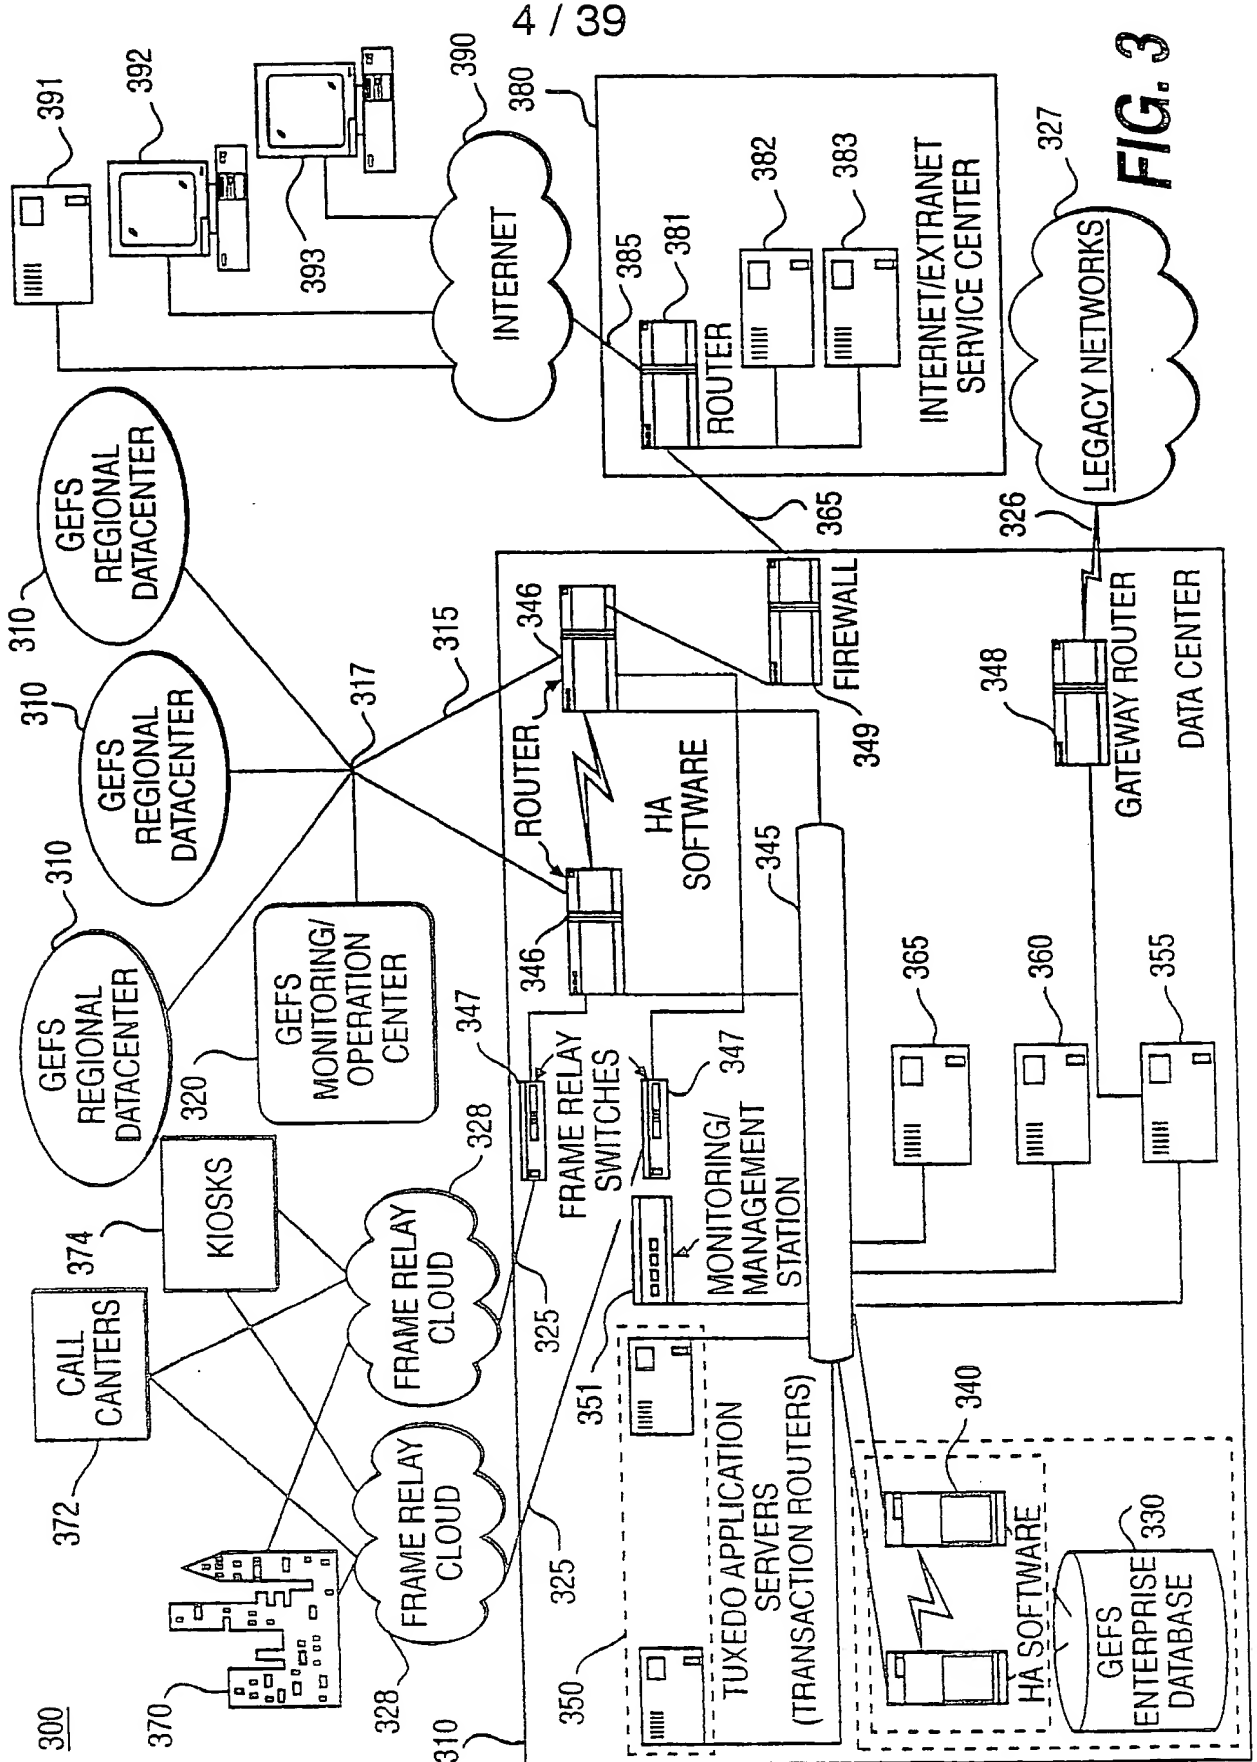 4 / 39
300
370
372
CALL
CANTERS
374
KIOSKS
310
GEFS
REGIONAL
DATACENTER
310
GEFS
REGIONAL
DATACENTER
310
GEFS
REGIONAL
DATACENTER
391
392
393
390
INTERNET
320
GEFS
MONITORING/
OPERATION
CENTER
317
315
328
FRAME RELAY
CLOUD
328
FRAME RELAY
CLOUD
325
325
310
347
FRAME RELAY
SWITCHES
347
346
ROUTER
346
HA
SOFTWARE
349
FIREWALL
365
380
385
381
ROUTER
382
383
INTERNET/EXTRANET
SERVICE CENTER
350
TUXEDO APPLICATION
SERVERS
(TRANSACTION ROUTERS)
351
MONITORING/
MANAGEMENT
STATION
345
365
360
355
348
GATEWAY ROUTER
DATA CENTER
326
327
LEGACY NETWORKS
340
HA SOFTWARE
330
GEFS
ENTERPRISE
DATABASE
FIG. 3